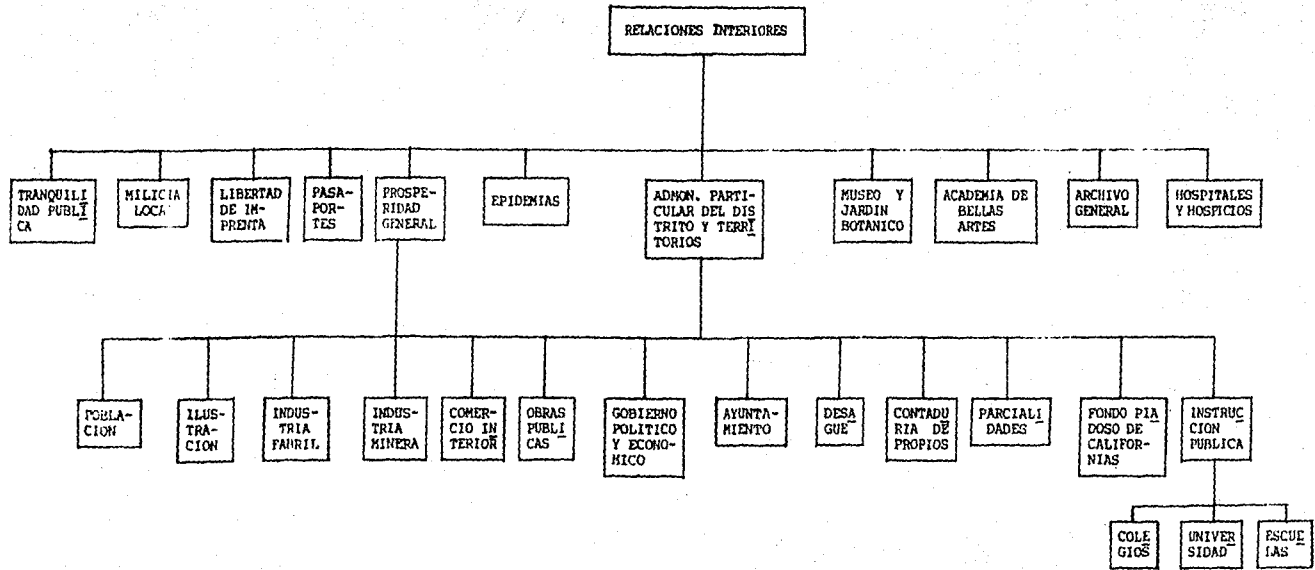 RELACIONES INTERIORES
TRANQUILI
DAD PUBLI
CA
MILICIA
LOCAL
LIBERTAD
DE IM-
PRENTA
PASA-
PORTES
PROSPE-
RIDAD
GENERAL
EPIDEMIAS
ADMON. PARTI-
CULAR DEL DIS
TRITO Y TERRI
TORIOS
MUSEO Y
JARDIN
BOTANICO
ACADEMIA DE
BELLAS
ARTES
ARCHIVO
GENERAL
HOSPITALES
Y HOSPICIOS
POBLA-
CION
ILUS-
TRACION
INDUS-
TRIA
FABRIL
INDUS-
TRIA
MINERA
COMER-
CIO IN
TERIOR
OBRAS
PUBLI
CAS
GOBIERNO
POLITICO
Y ECONO-
MICO
AYUNTA-
MIENTO
DESA
GUE
CONTADU
RIA DE
PROPIOS
PARCIALI
DADES
FONDO PIA
DOSO DE
CALIFOR-
NIAS
INSTRUC
CION
PUBLICA
COLE
GIOS
UNIVER
SIDAD
ESCUE
LAS